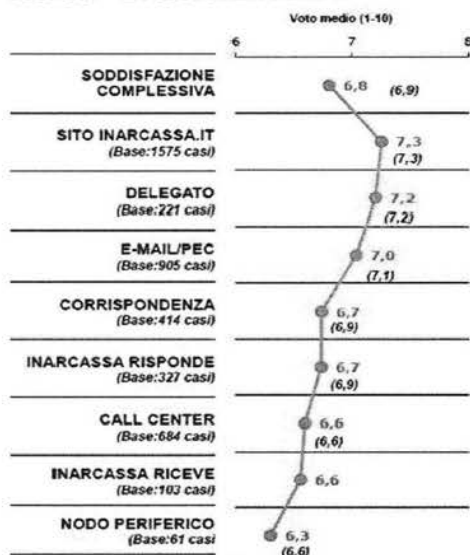 Voto medio (1-10)
6 7 8
SODDISFAZIONE
COMPLESSIVA
6,8 (6,9)
SITO INARCASSA.IT
(Base:1575 casi)
7,3
(7,3)
DELEGATO
(Base:221 casi)
7,2
(7,2)
E-MAIL/PEC
(Base:905 casi)
7,0
(7,1)
CORRISPONDENZA
(Base:414 casi)
6,7
(6,9)
INARCASSA RISPONDE
(Base:327 casi)
6,7
(6,9)
CALL CENTER
(Base:684 casi)
6,6
(6,6)
INARCASSA RICEVE
(Base:103 casi)
6,6
NODO PERIFERICO
(Base:61 casi
6,3
(6,6)